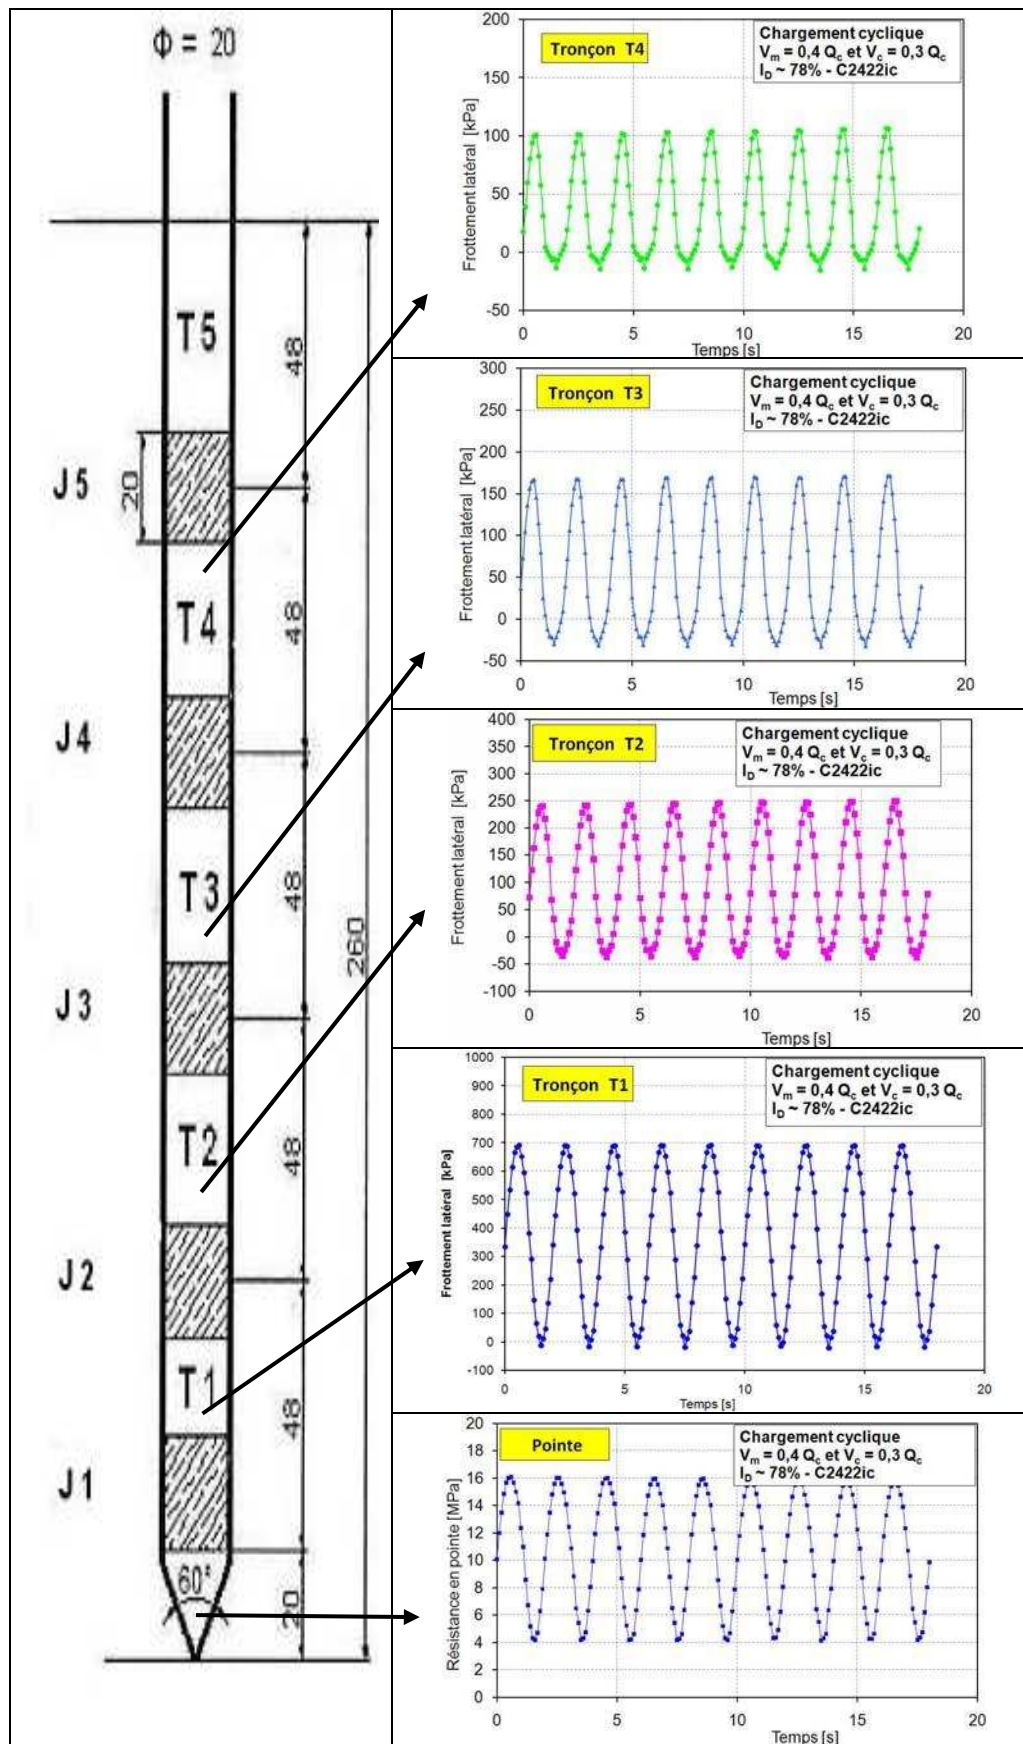 Φ = 20
T5
48
J5
20
T4
48
J4
T3
48
260
J3
T2
48
J2
T1
48
J1
60°
20
Tronçon T4
Chargement cyclique
Vm = 0,4 Qc et Vc = 0,3 Qc
ID ~ 78% - C2422ic
Frottement latéral [kPa]
200
150
100
50
0
-50
0 5 10 15 20
Temps [s]
Tronçon T3
Chargement cyclique
Vm = 0,4 Qc et Vc = 0,3 Qc
ID ~ 78% - C2422ic
Frottement latéral [kPa]
300
250
200
150
100
50
0
-50
0 5 10 15 20
Temps [s]
Tronçon T2
Chargement cyclique
Vm = 0,4 Qc et Vc = 0,3 Qc
ID ~ 78% - C2422ic
Frottement latéral [kPa]
400
350
300
250
200
150
100
50
0
-50
-100
0 5 10 15 20
Temps [s]
Tronçon T1
Chargement cyclique
Vm = 0,4 Qc et Vc = 0,3 Qc
ID ~ 78% - C2422ic
Frottement latéral [kPa]
1000
900
800
700
600
500
400
300
200
100
0
-100
0 5 10 15 20
Temps [s]
Pointe
Chargement cyclique
Vm = 0,4 Qc et Vc = 0,3 Qc
ID ~ 78% - C2422ic
Résistance en pointe [MPa]
20
18
16
14
12
10
8
6
4
2
0
0 5 10 15 20
Temps [s]